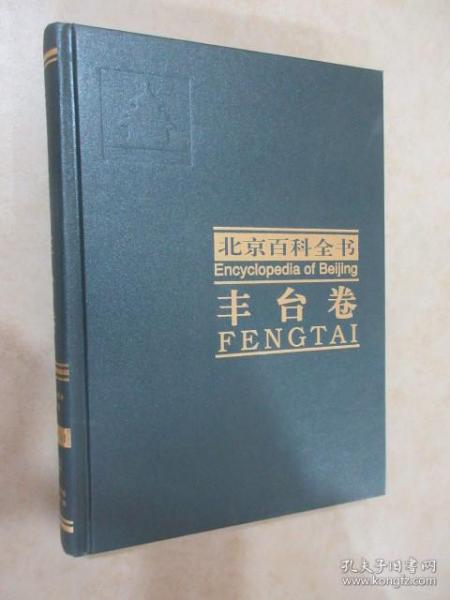 北京百科全书
Encyclopedia of Beijing
丰台卷
FENGTAI
孔夫子旧书网
www.kongfz.com